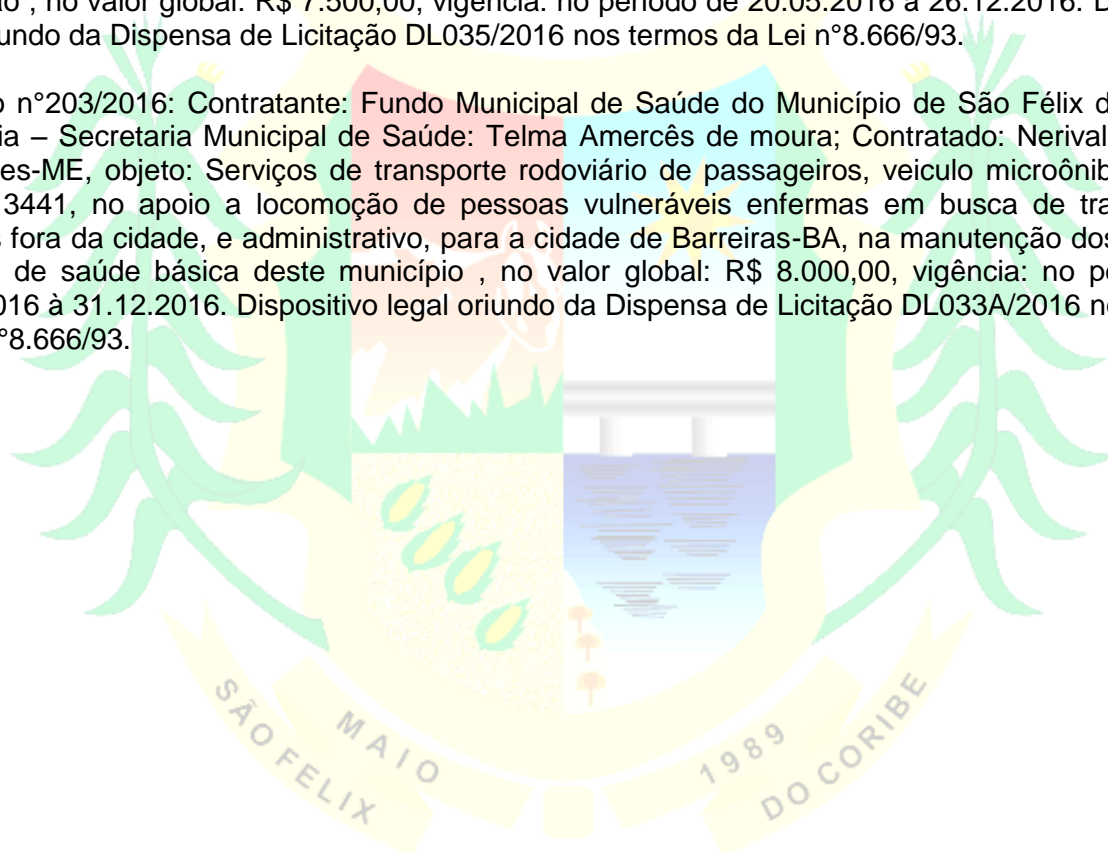 o , no valor global: R$ 7.500,00, vigência: no período de 20.05.2016 à 26.12.2016. D
undo da Dispensa de Licitação DL035/2016 nos termos da Lei n°8.666/93.
o n°203/2016: Contratante: Fundo Municipal de Saúde do Município de São Félix d
ia – Secretaria Municipal de Saúde: Telma Amercês de moura; Contratado: Nerival
es-ME, objeto: Serviços de transporte rodoviário de passageiros, veiculo microônib
3441, no apoio a locomoção de pessoas vulneráveis enfermas em busca de tra
s fora da cidade, e administrativo, para a cidade de Barreiras-BA, na manutenção dos
de saúde básica deste município , no valor global: R$ 8.000,00, vigência: no pe
016 à 31.12.2016. Dispositivo legal oriundo da Dispensa de Licitação DL033A/2016 no
°8.666/93.
SÃO FELIX MAIO 1989 DO CORIBE